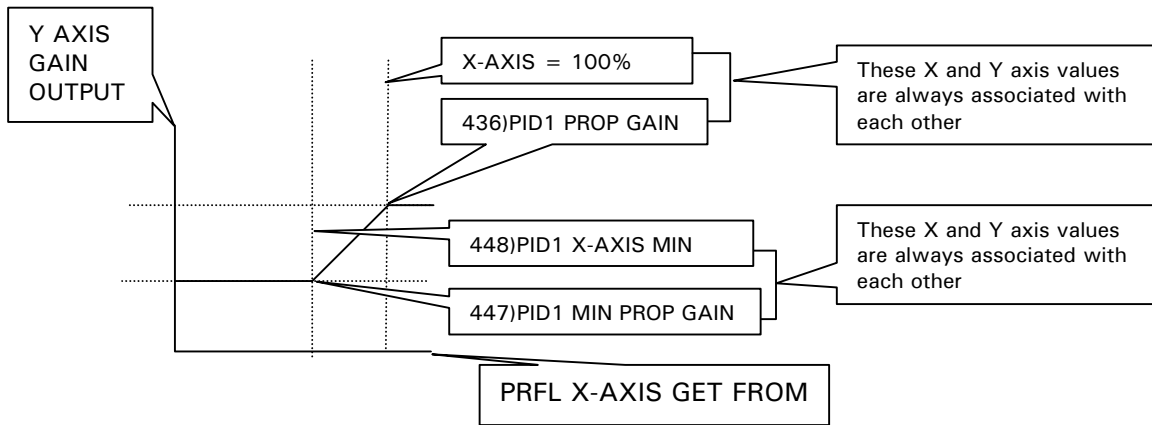 Y AXIS
GAIN
OUTPUT
X-AXIS = 100%
436)PID1 PROP GAIN
These X and Y axis values
are always associated with
each other
448)PID1 X-AXIS MIN
447)PID1 MIN PROP GAIN
These X and Y axis values
are always associated with
each other
PRFL X-AXIS GET FROM